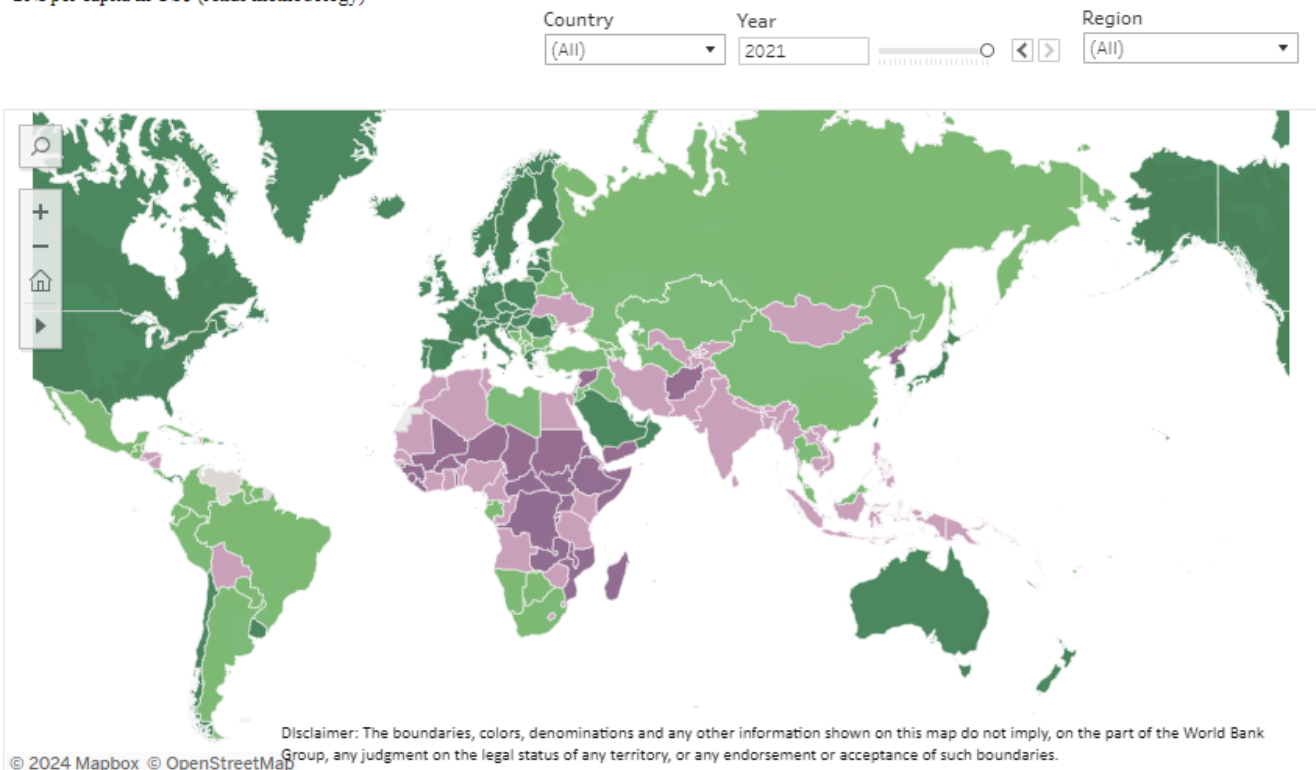 Country
Year
Region
(All)
2021
(All)
DIsclaimer: The boundaries, colors, denominations and any other information shown on this map do not imply, on the part of the World Bank
Group, any judgment on the legal status of any territory, or any endorsement or acceptance of such boundaries.
© 2024 Mapbox © OpenStreetMap